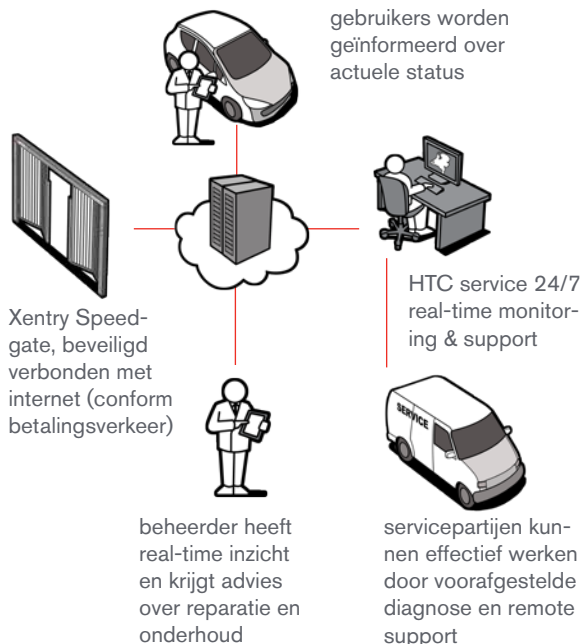 gebruikers worden
geïnformeerd over
actuele status
HTC service 24/7
real-time monitor-
ing & support
Xentry Speed-
gate, beveiligd
verbonden met
internet (conform
betalingsverkeer)
SERVICE
beheerder heeft
real-time inzicht
en krijgt advies
over reparatie en
onderhoud
servicepartijen kun-
nen effectief werken
door voorafgestelde
diagnose en remote
support